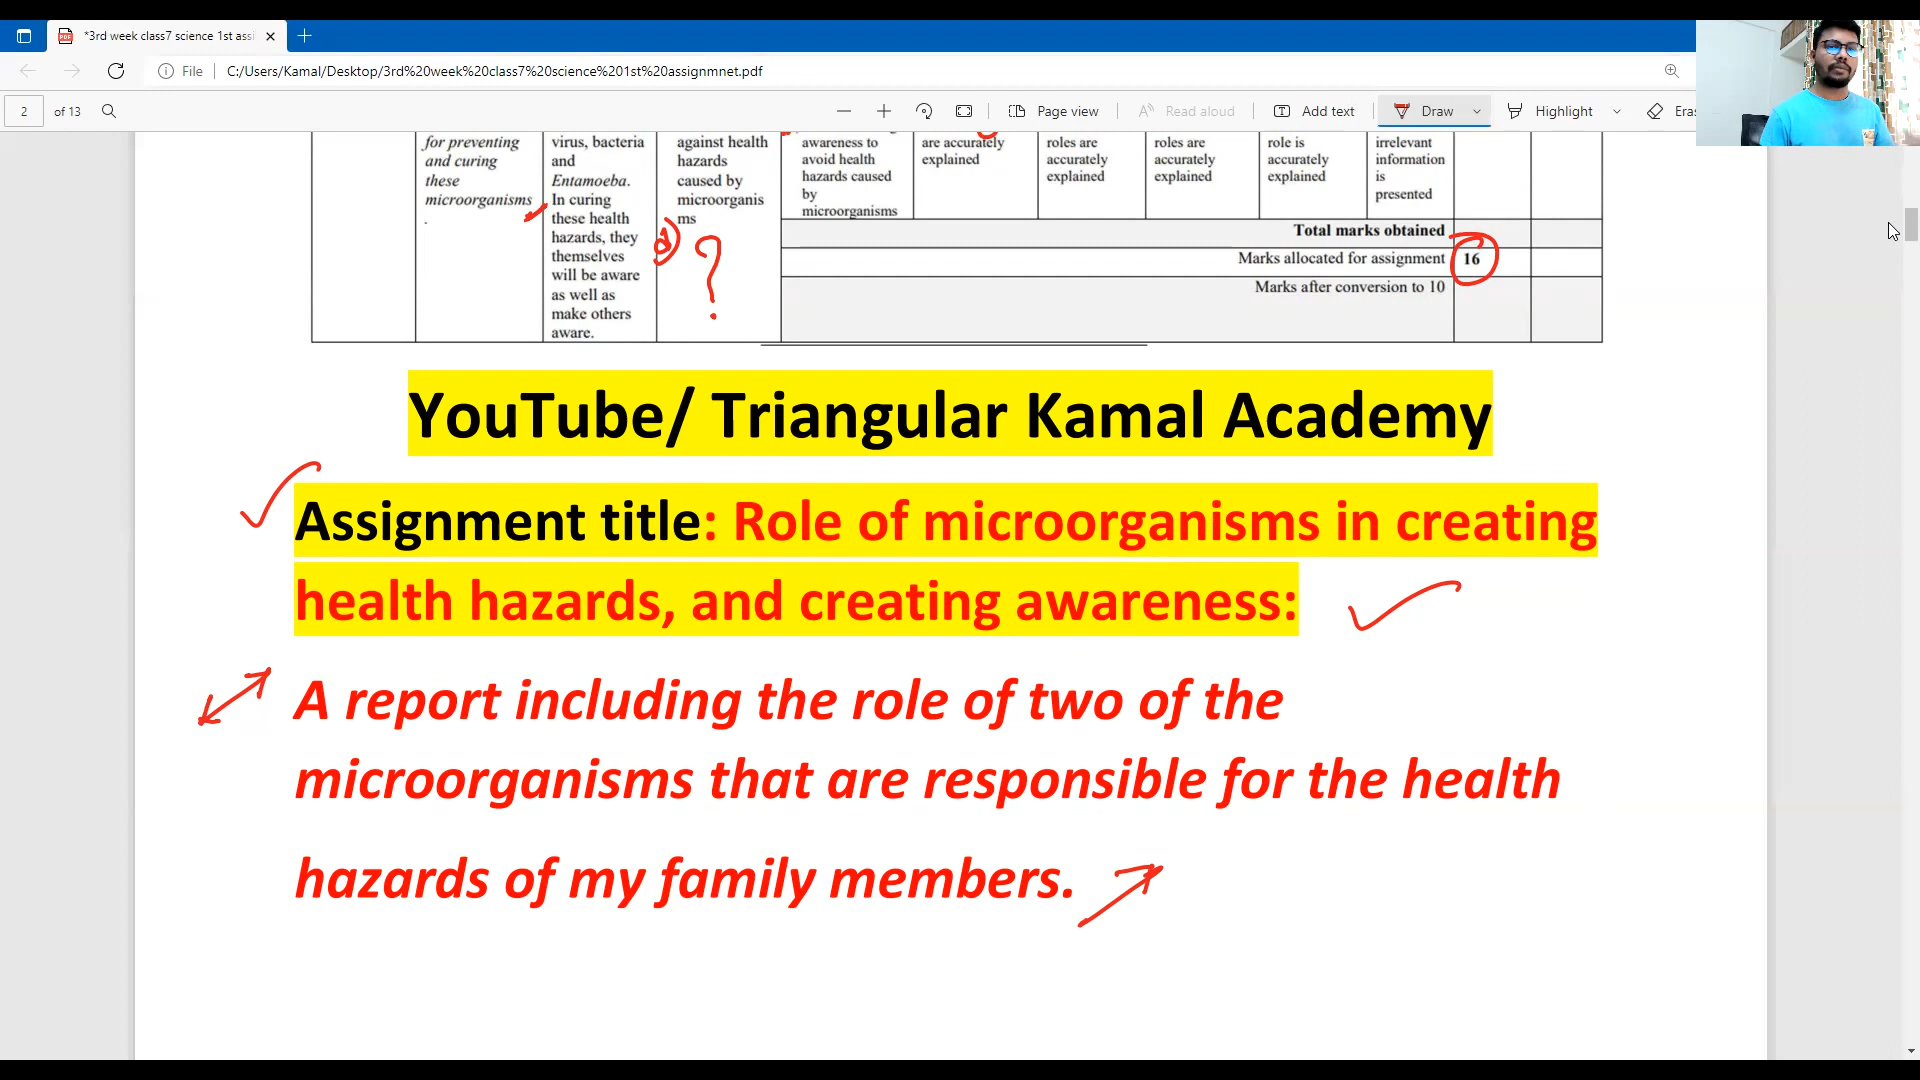 *3rd week class7 science 1st assi
File
C:/Users/Kamal/Desktop/3rd%20week%20class7%20science%201st%20assignmnet.pdf
2 of 13
Page view
Read aloud
Add text
Draw
Highlight
Eras
for preventing
and curing
these
microorganisms
.
virus, bacteria
and
Entamoeba.
In curing
these health
hazards, they
themselves
will be aware
as well as
make others
aware.
against health
hazards
caused by
microorganis
ms
?
awareness to
avoid health
hazards caused
by
microorganisms
are accurately
explained
roles are
accurately
explained
roles are
accurately
explained
role is
accurately
explained
irrelevant
information
is
presented
Total marks obtained
Marks allocated for assignment 16
Marks after conversion to 10
YouTube/ Triangular Kamal Academy
Assignment title: Role of microorganisms in creating
health hazards, and creating awareness:
A report including the role of two of the
microorganisms that are responsible for the health
hazards of my family members.